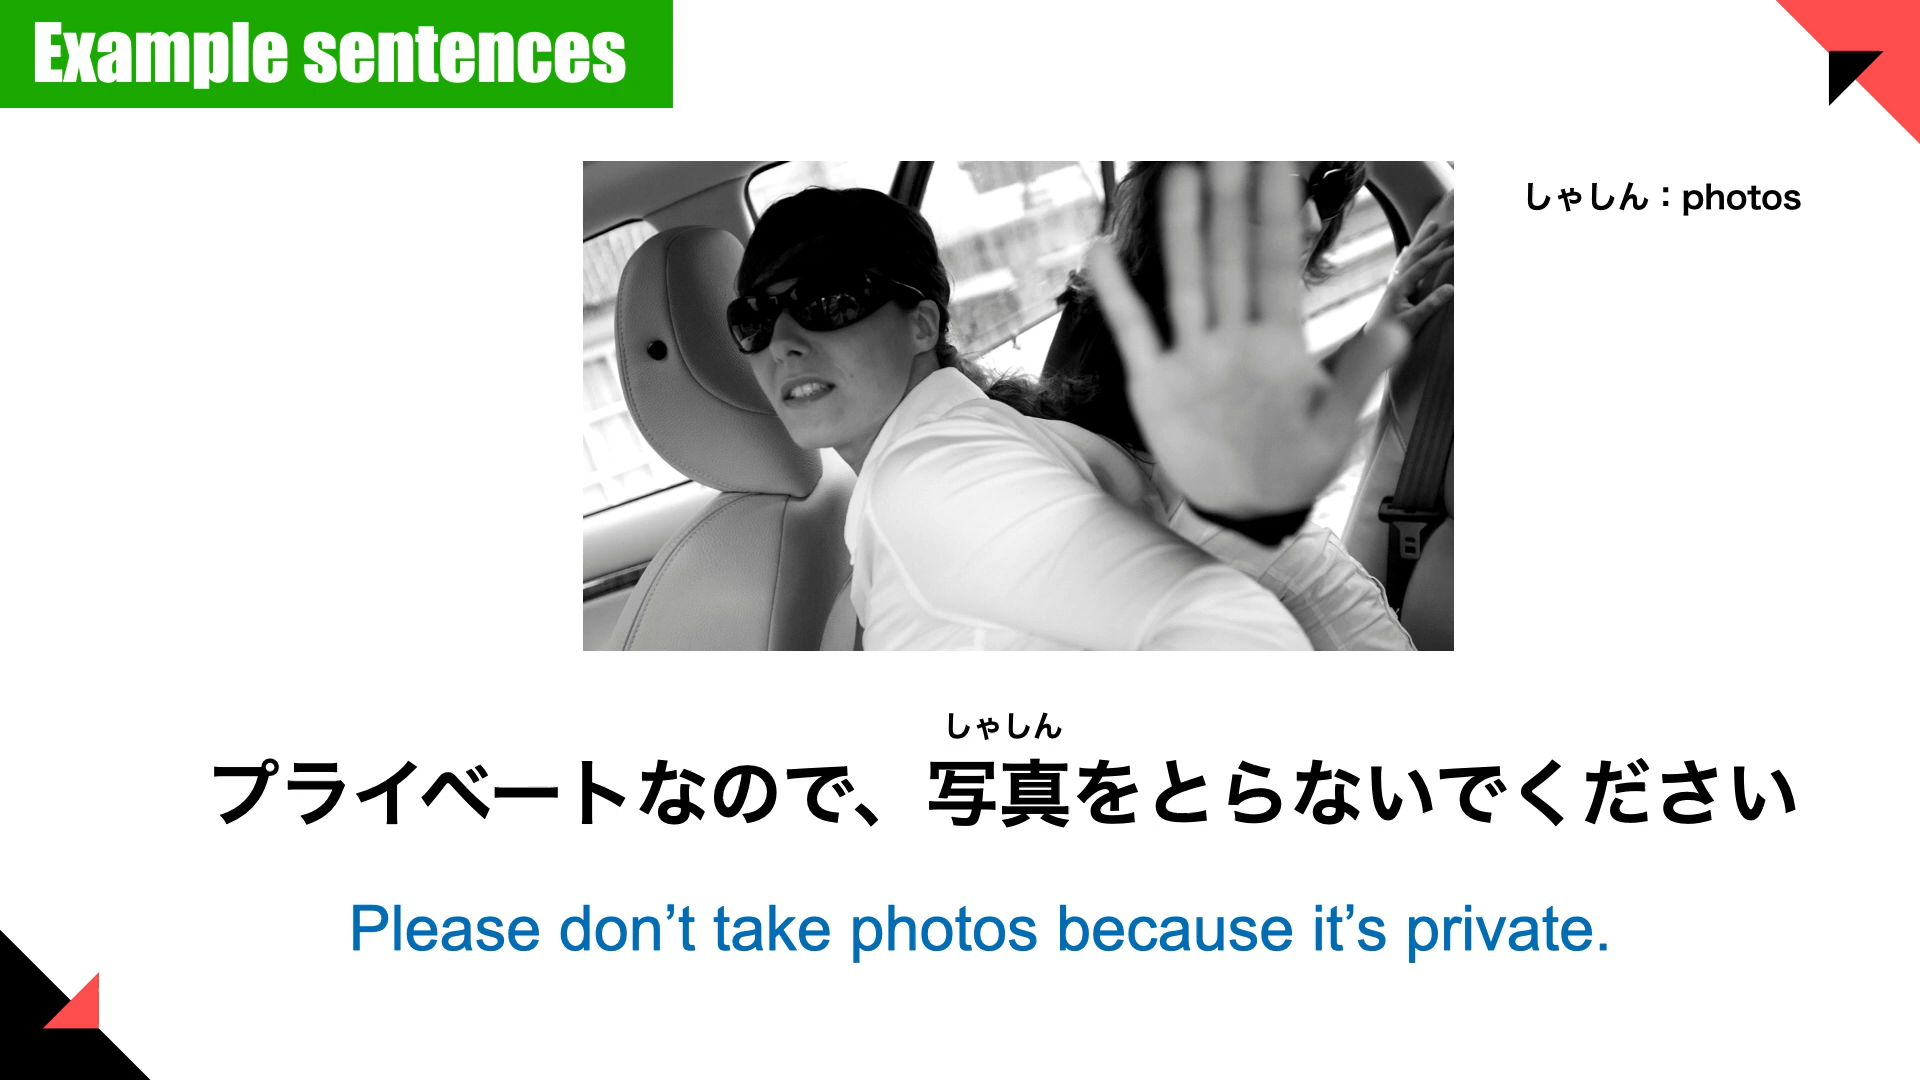 Example sentences
しゃしん：photos
しゃしん
プライベートなので、写真をとらないでください
Please don’t take photos because it’s private.